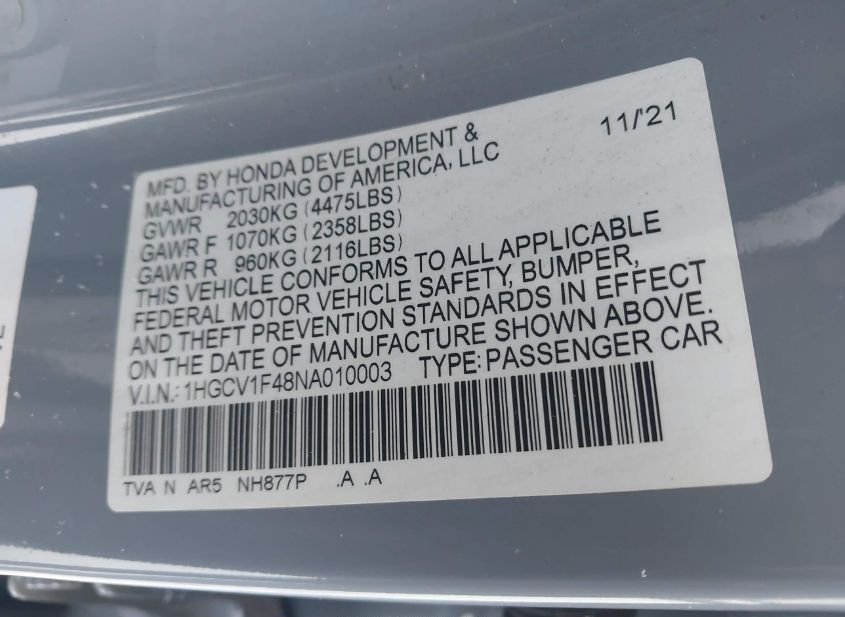 11/'21
MFD. BY HONDA DEVELOPMENT &
MANUFACTURING OF AMERICA, LLC
GVWR 2030KG (4475LBS)
GAWR F 1070KG (2358LBS)
GAWR R 960KG (2116LBS)
THIS VEHICLE CONFORMS TO ALL APPLICABLE
FEDERAL MOTOR VEHICLE SAFETY, BUMPER,
AND THEFT PREVENTION STANDARDS IN EFFECT
ON THE DATE OF MANUFACTURE SHOWN ABOVE.
V.I.N.: 1HGCV1F48NA010003 TYPE: PASSENGER CAR
TVA N AR5 NH877P .A .A